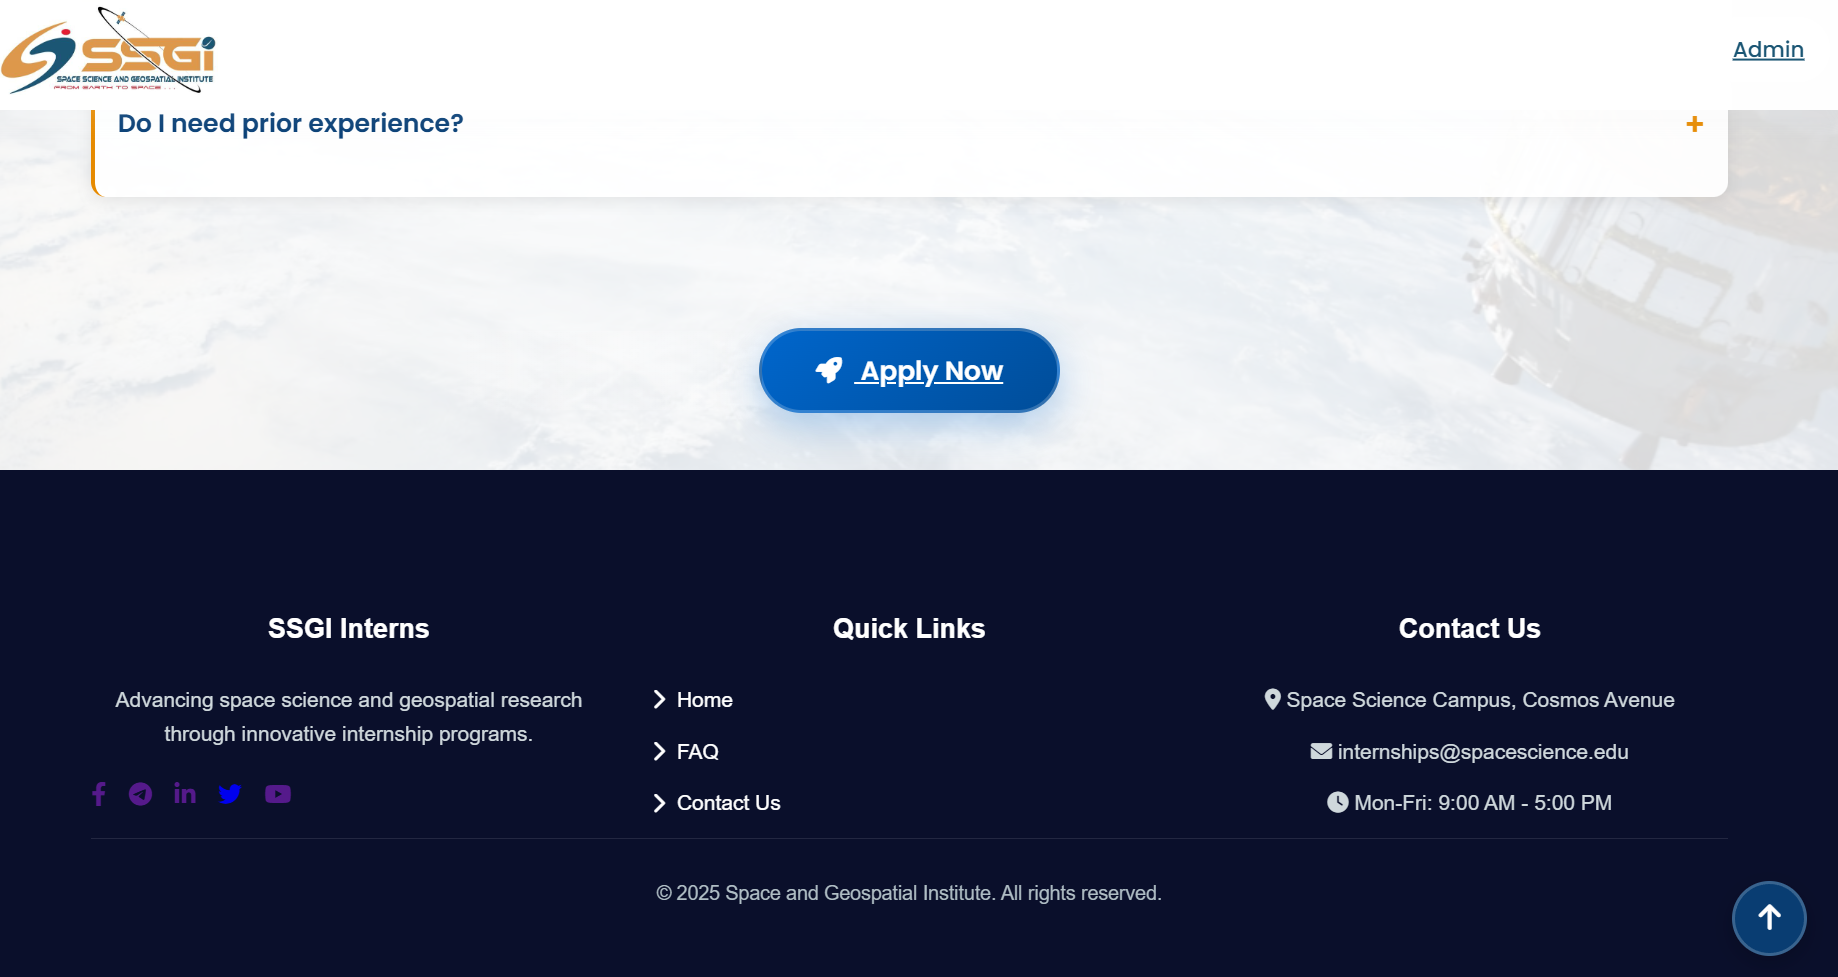 SSGi
SPACE SCIENCE AND GEOSPATIAL INSTITUTE
FROM EARTH TO SPACE . . .
Admin
Do I need prior experience?
+
Apply Now
SSGI Interns
Advancing space science and geospatial research
through innovative internship programs.
Quick Links
Home
FAQ
Contact Us
Contact Us
Space Science Campus, Cosmos Avenue
internships@spacescience.edu
Mon-Fri: 9:00 AM - 5:00 PM
© 2025 Space and Geospatial Institute. All rights reserved.